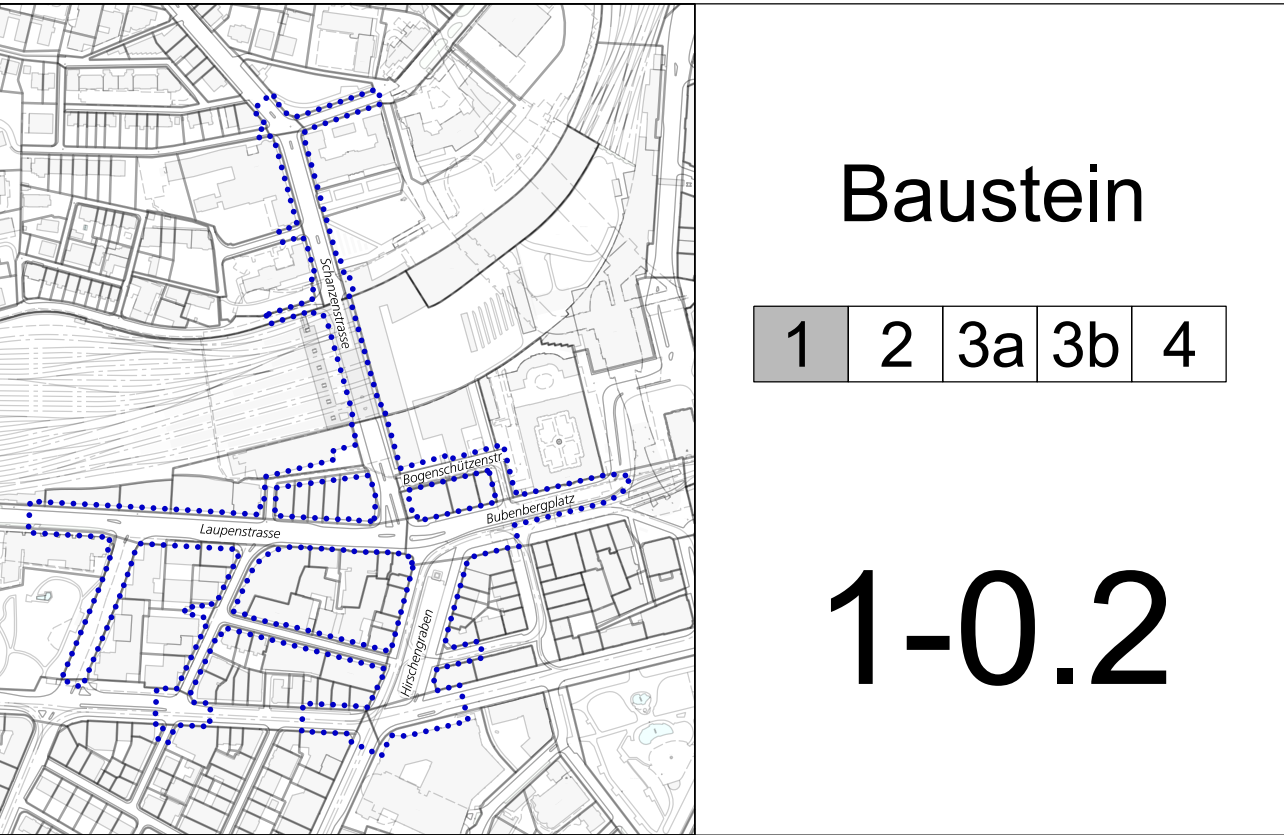 Schanzenstrasse
Bogenschützenstr
Bubenbergplatz
Laupenstrasse
Hirschengraben
Baustein
1 2 3a 3b 4
1-0.2